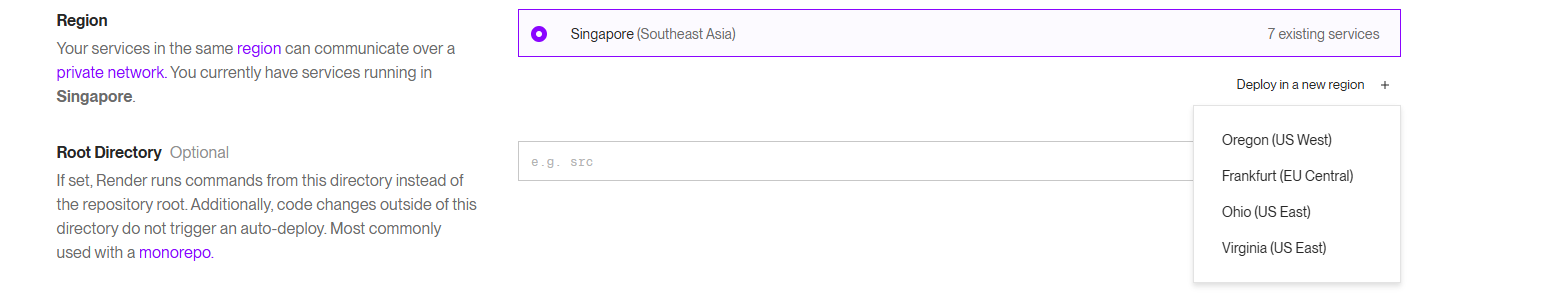 Region
Your services in the same region can communicate over a
private network. You currently have services running in
Singapore.
Singapore (Southeast Asia)
7 existing services
Deploy in a new region +
Oregon (US West)
Frankfurt (EU Central)
Ohio (US East)
Virginia (US East)
Root Directory Optional
If set, Render runs commands from this directory instead of
the repository root. Additionally, code changes outside of this
directory do not trigger an auto-deploy. Most commonly
used with a monorepo.
e.g. src